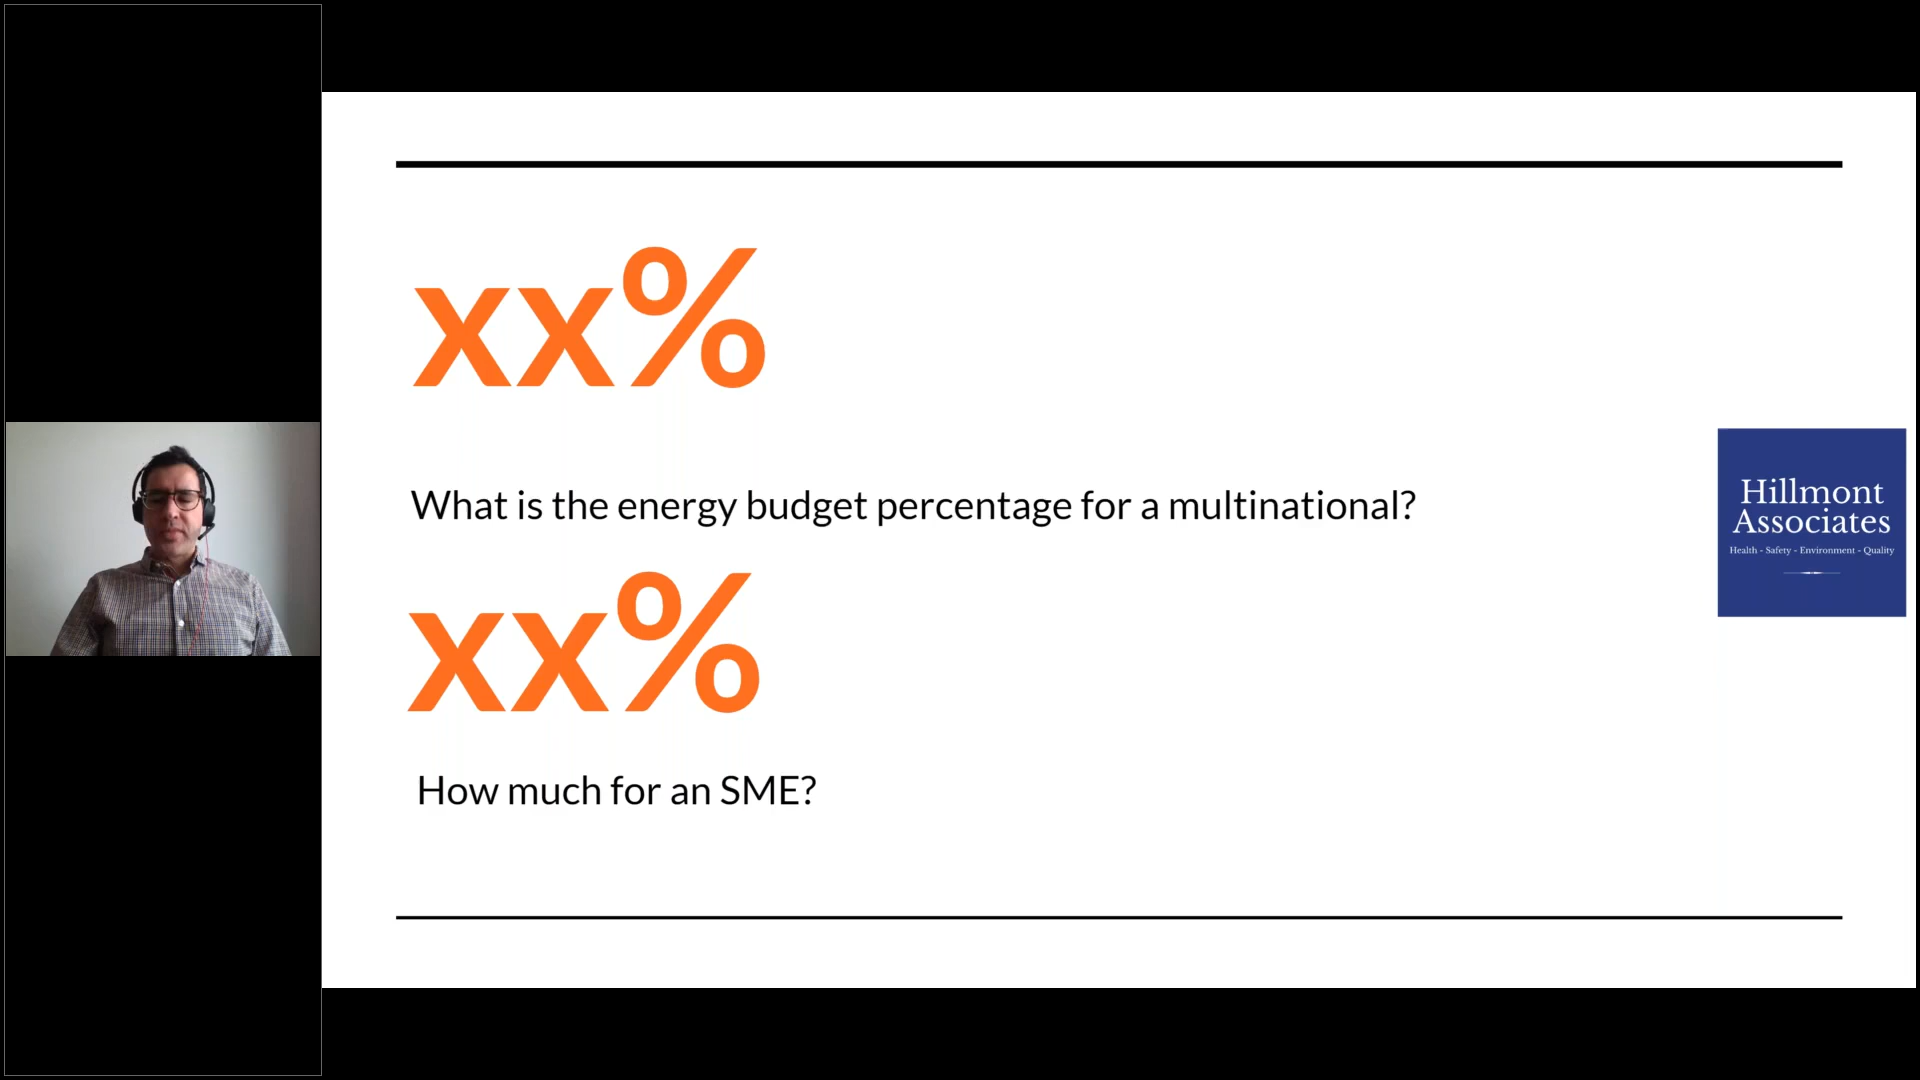 xx%
What is the energy budget percentage for a multinational?
xx%
How much for an SME?
Hillmont
Associates
Health - Safety - Environment - Quality